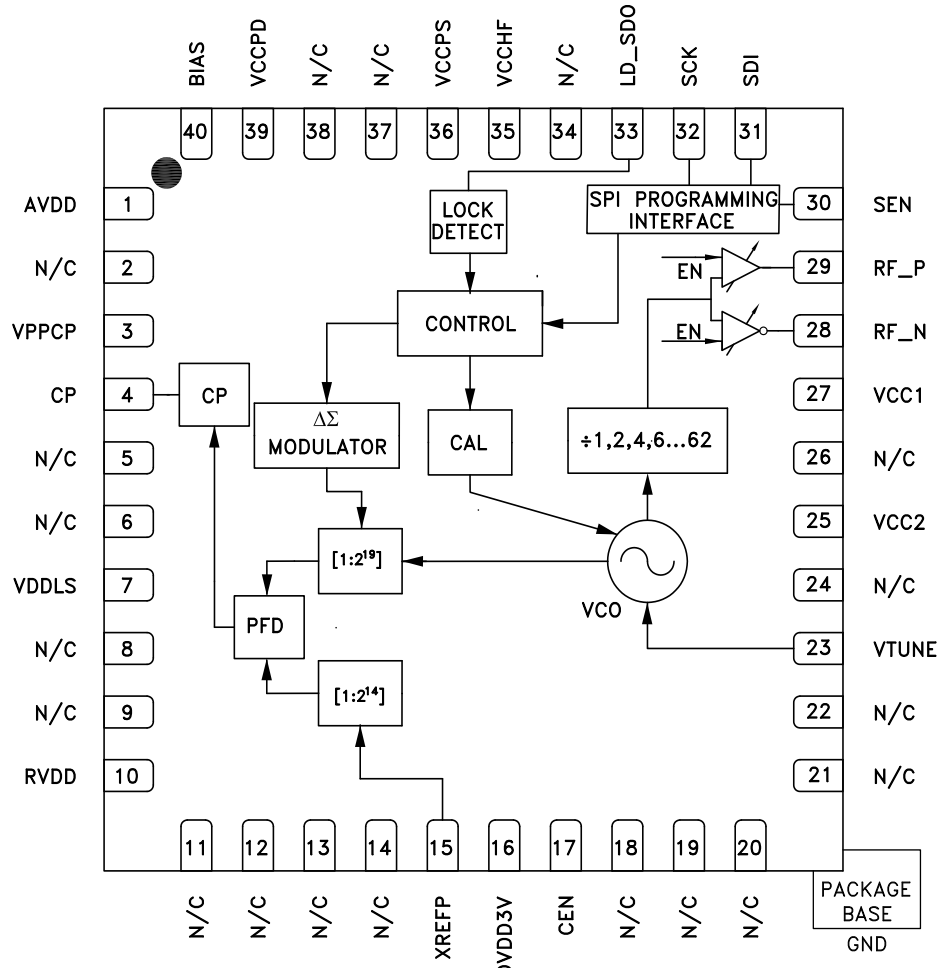 BIAS
VCCPD
N/C
N/C
VCCPS
VCCHF
N/C
LD_SDO
SCK
SDI
40
39
38
37
36
35
34
33
32
31
AVDD 1
N/C 2
VPPCP 3
CP 4
N/C 5
N/C 6
VDDLS 7
N/C 8
N/C 9
RVDD 10
LOCK
DETECT
SPI PROGRAMMING
INTERFACE
CONTROL
EN
EN
CP
ΔΣ
MODULATOR
CAL
÷1,2,4,6...62
[1:2¹⁹]
VCO
PFD
[1:2¹⁴]
30 SEN
29 RF_P
28 RF_N
27 VCC1
26 N/C
25 VCC2
24 N/C
23 VTUNE
22 N/C
21 N/C
11
12
13
14
15
16
17
18
19
20
N/C
N/C
N/C
N/C
XREFP
DVDD3V
CEN
N/C
N/C
N/C
PACKAGE
BASE
GND